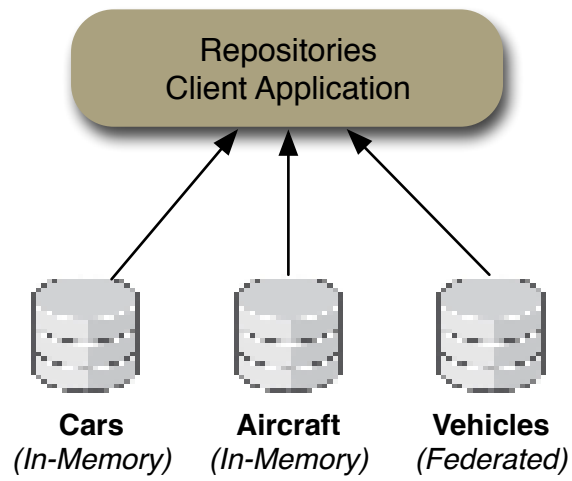 Repositories
Client Application
Cars
(In-Memory)
Aircraft
(In-Memory)
Vehicles
(Federated)